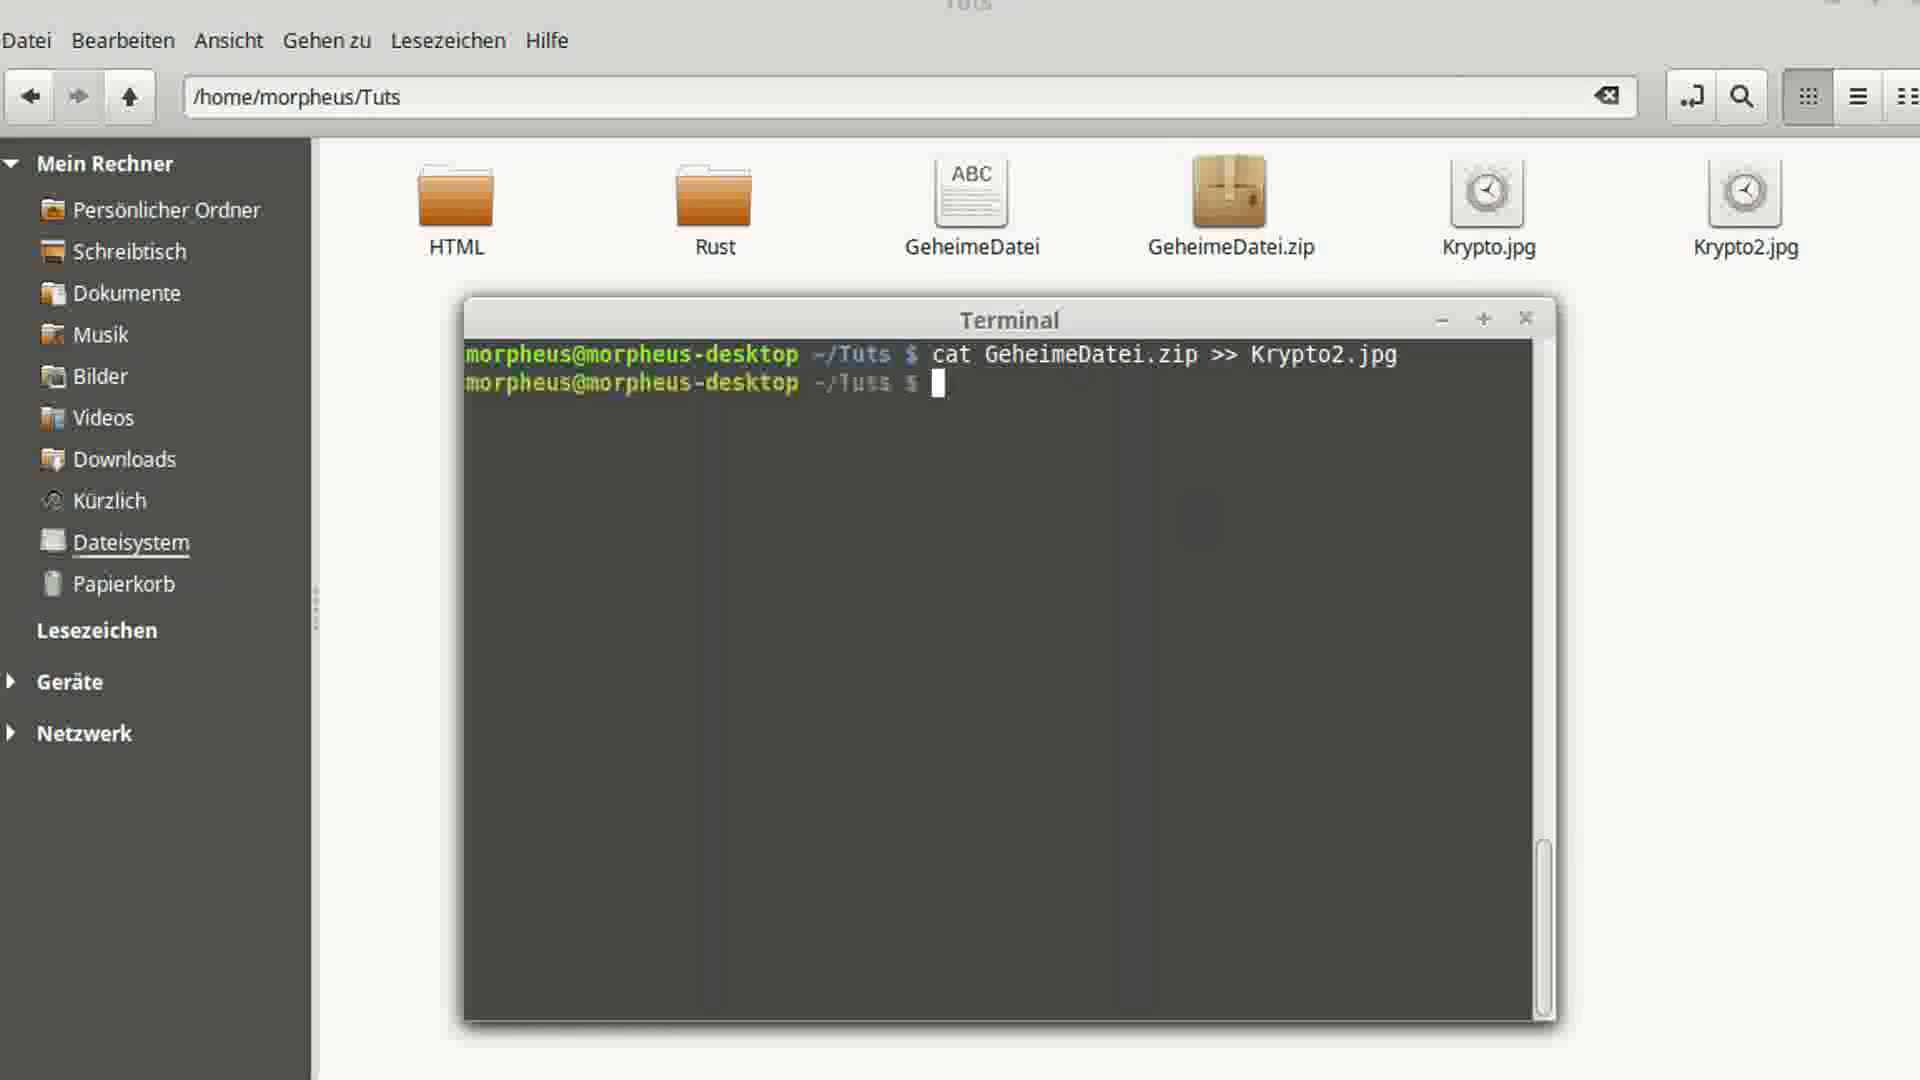 Tuts
Datei Bearbeiten Ansicht Gehen zu Lesezeichen Hilfe
/home/morpheus/Tuts
Mein Rechner
Persönlicher Ordner
Schreibtisch
Dokumente
Musik
Bilder
Videos
Downloads
Kürzlich
Dateisystem
Papierkorb
Lesezeichen
Geräte
Netzwerk
ABC
HTML Rust GeheimeDatei GeheimeDatei.zip Krypto.jpg Krypto2.jpg
Terminal
morpheus@morpheus-desktop ~/Tuts $ cat GeheimeDatei.zip >> Krypto2.jpg
morpheus@morpheus-desktop ~/Tuts $